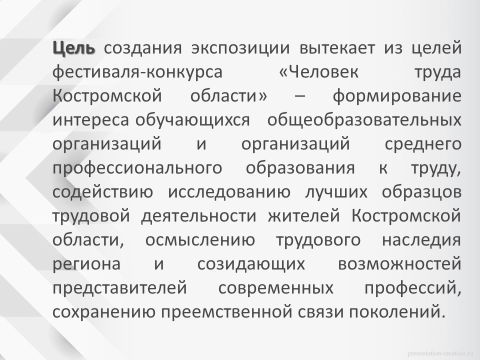 Цель создания экспозиции вытекает из целей
фестиваля-конкурса «Человек труда
Костромской области» – формирование
интереса обучающихся общеобразовательных
организаций и организаций среднего
профессионального образования к труду,
содействию исследованию лучших образцов
трудовой деятельности жителей Костромской
области, осмыслению трудового наследия
региона и созидающих возможностей
представителей современных профессий,
сохранению преемственной связи поколений.